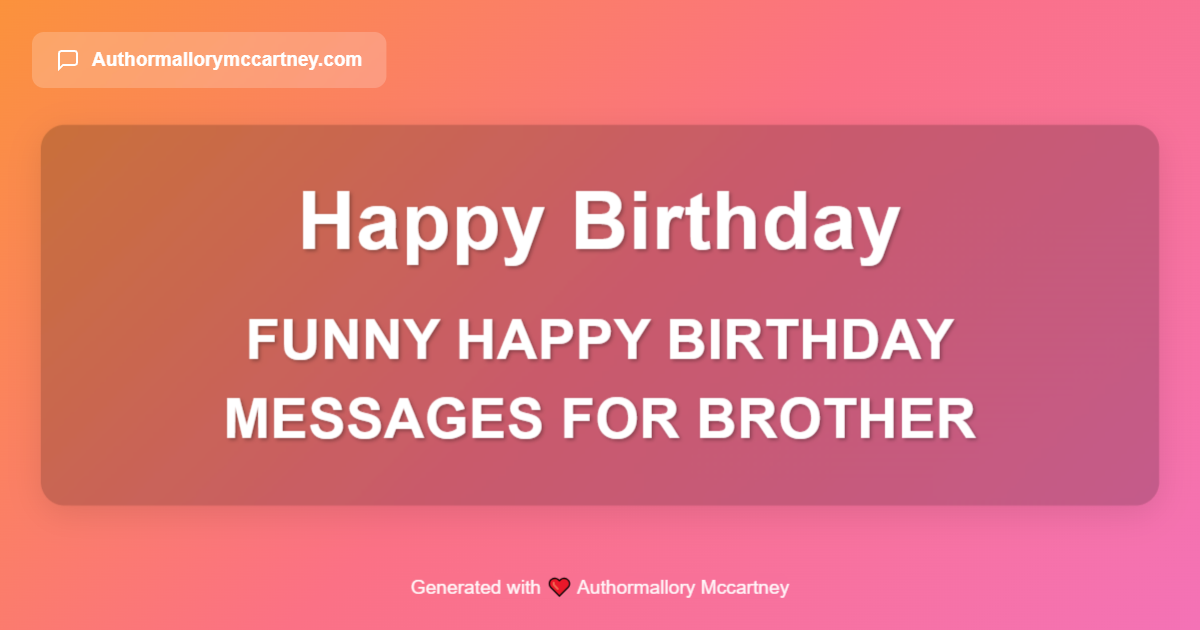 Authormallorymccartney.com
Happy Birthday
FUNNY HAPPY BIRTHDAY
MESSAGES FOR BROTHER
Generated with ❤️ Authormallory Mccartney